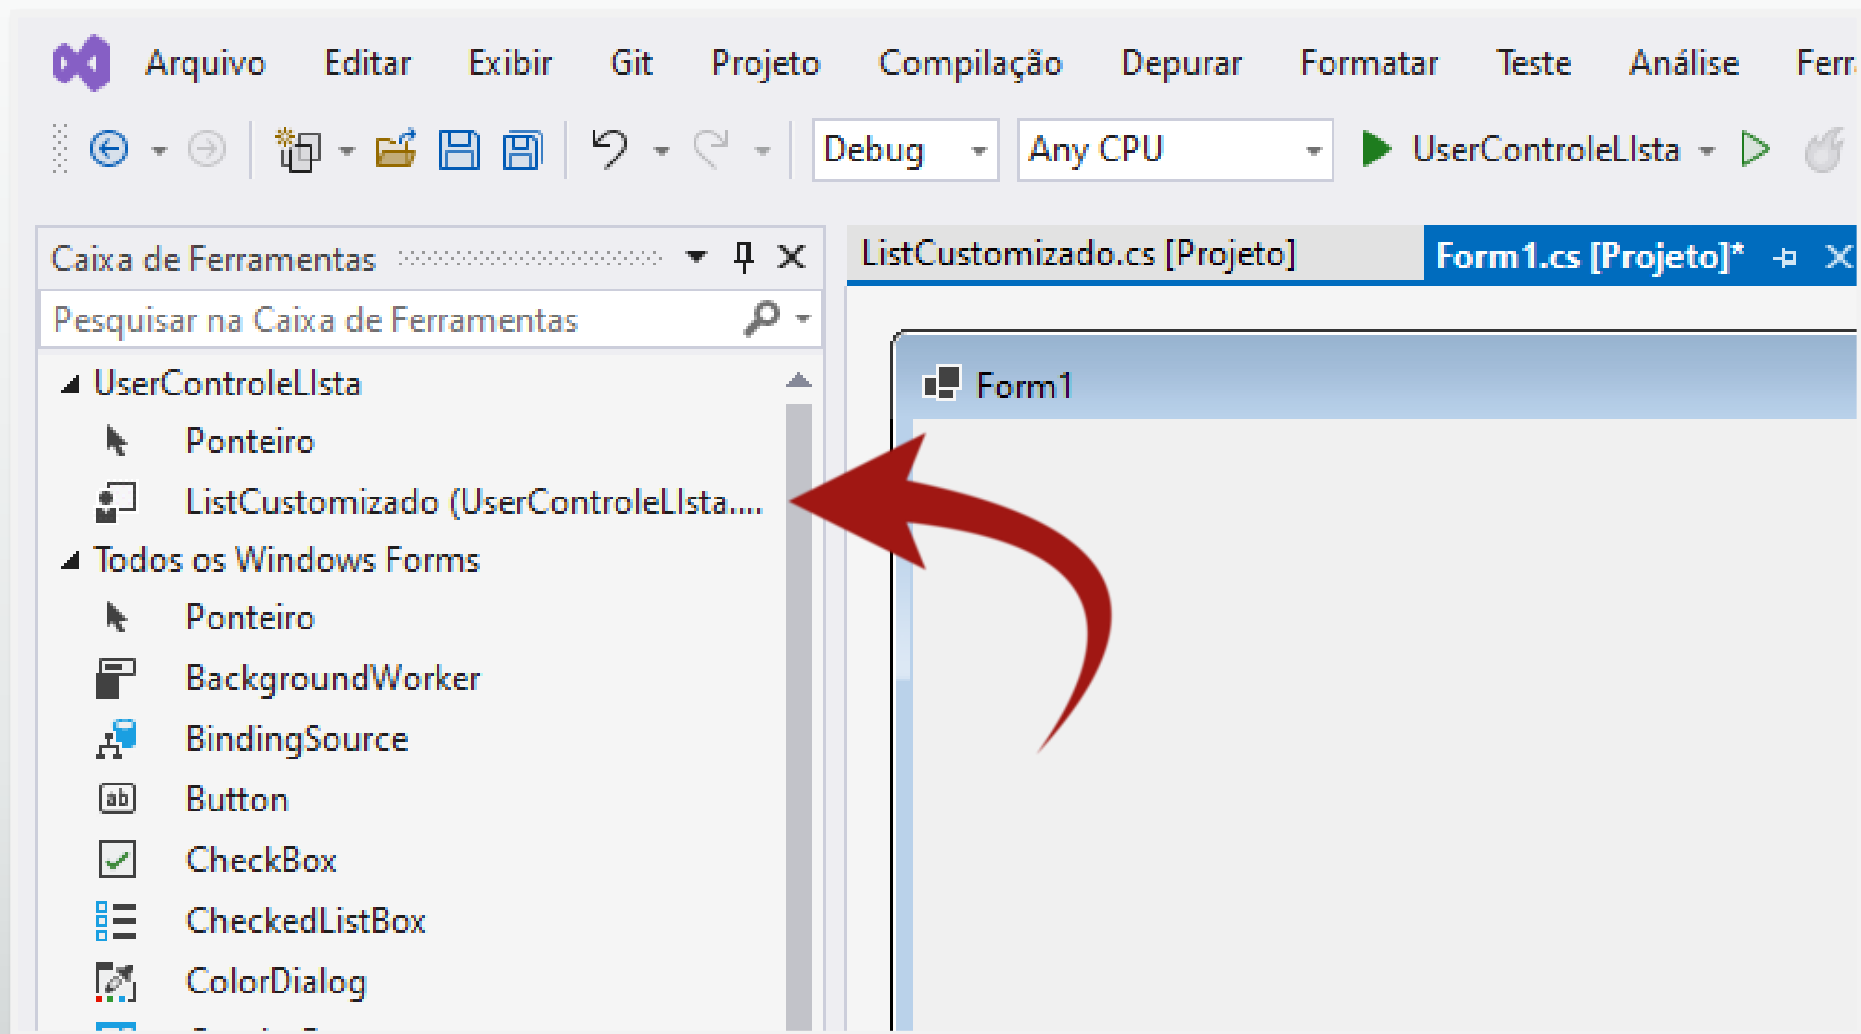 Arquivo Editar Exibir Git Projeto Compilação Depurar Formatar Teste Análise Ferr
Debug Any CPU UserControleLIsta
Caixa de Ferramentas
Pesquisar na Caixa de Ferramentas
UserControleLIsta
Ponteiro
ListCustomizado (UserControleLIsta....
Todos os Windows Forms
Ponteiro
BackgroundWorker
BindingSource
ab Button
CheckBox
CheckedListBox
ColorDialog
ListCustomizado.cs [Projeto] Form1.cs [Projeto]*
Form1